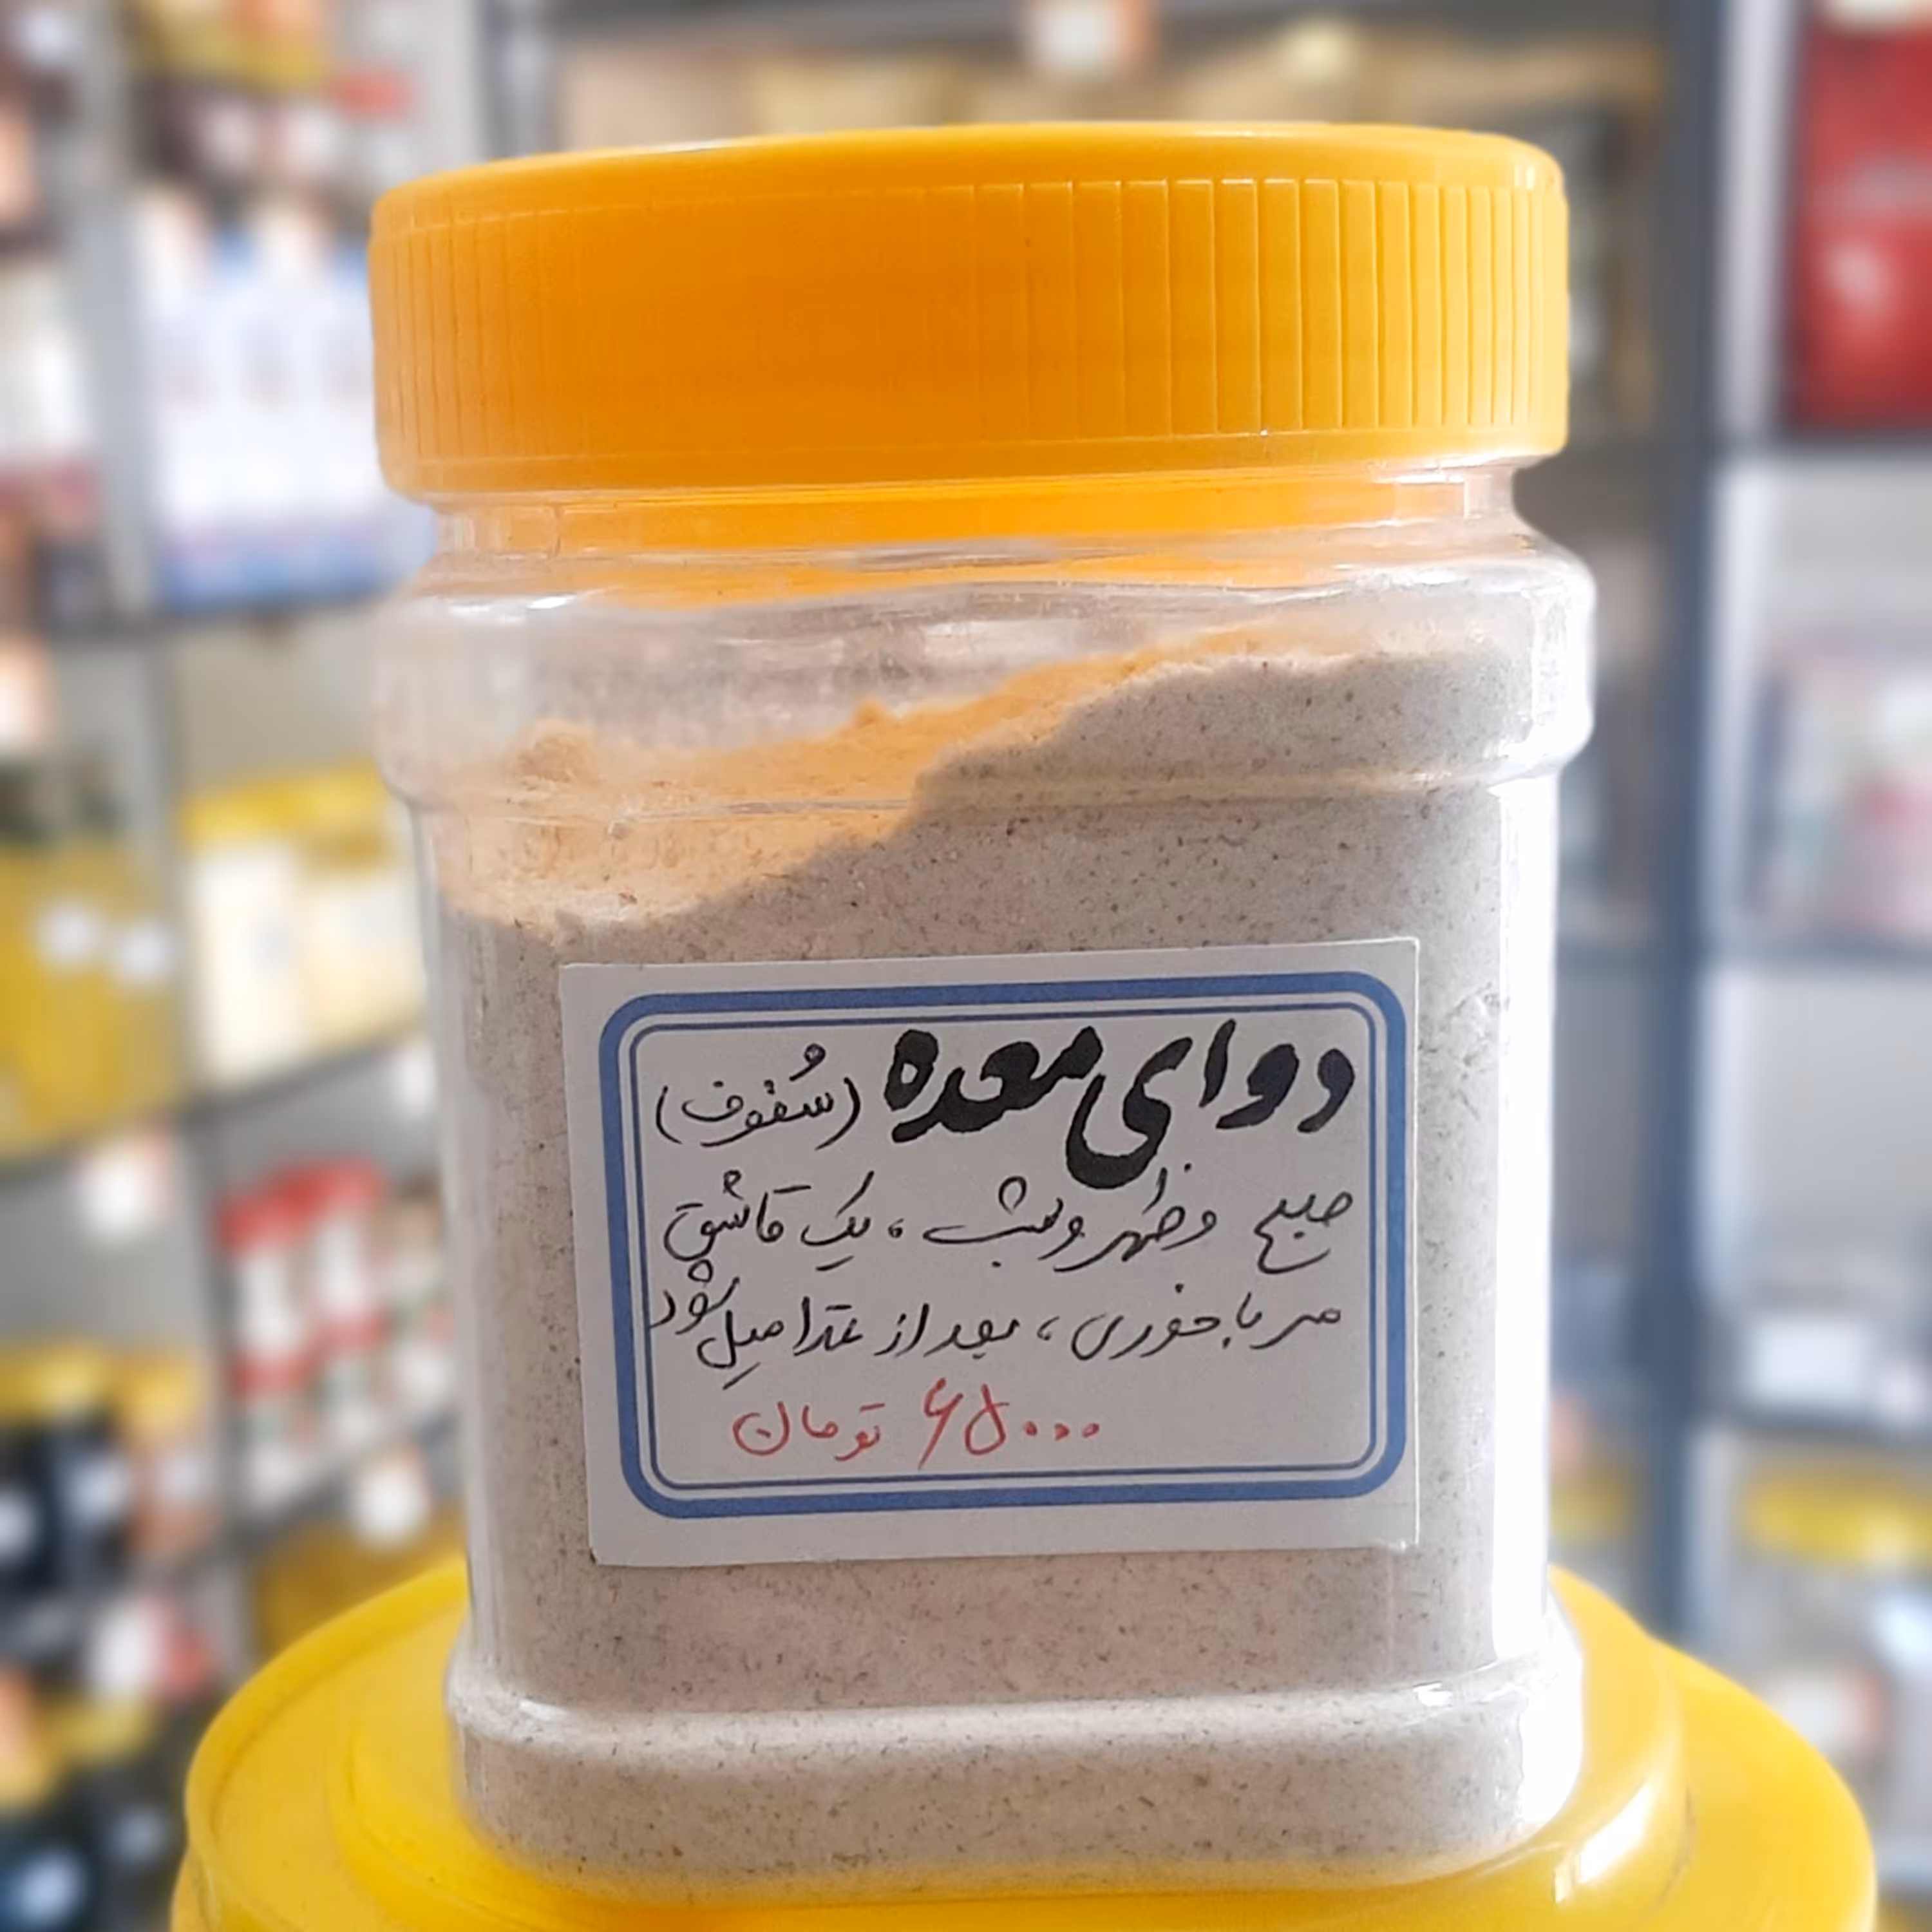 دوای معده (سُفوف)
صبح و ظهر و شب، یک قاشق
مرباخوری، بعد از غذا میل شود
۶۵۰۰۰ تومان